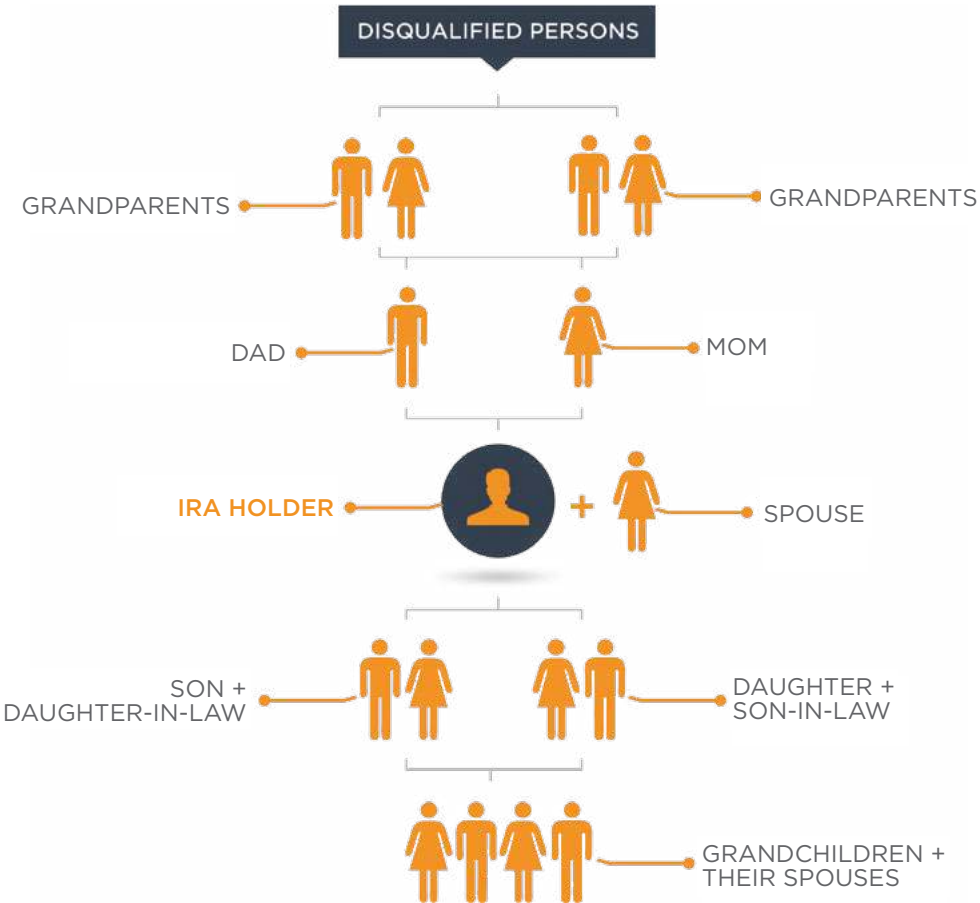 DISQUALIFIED PERSONS
GRANDPARENTS
GRANDPARENTS
DAD
MOM
IRA HOLDER
SPOUSE
SON +
DAUGHTER-IN-LAW
DAUGHTER +
SON-IN-LAW
GRANDCHILDREN +
THEIR SPOUSES